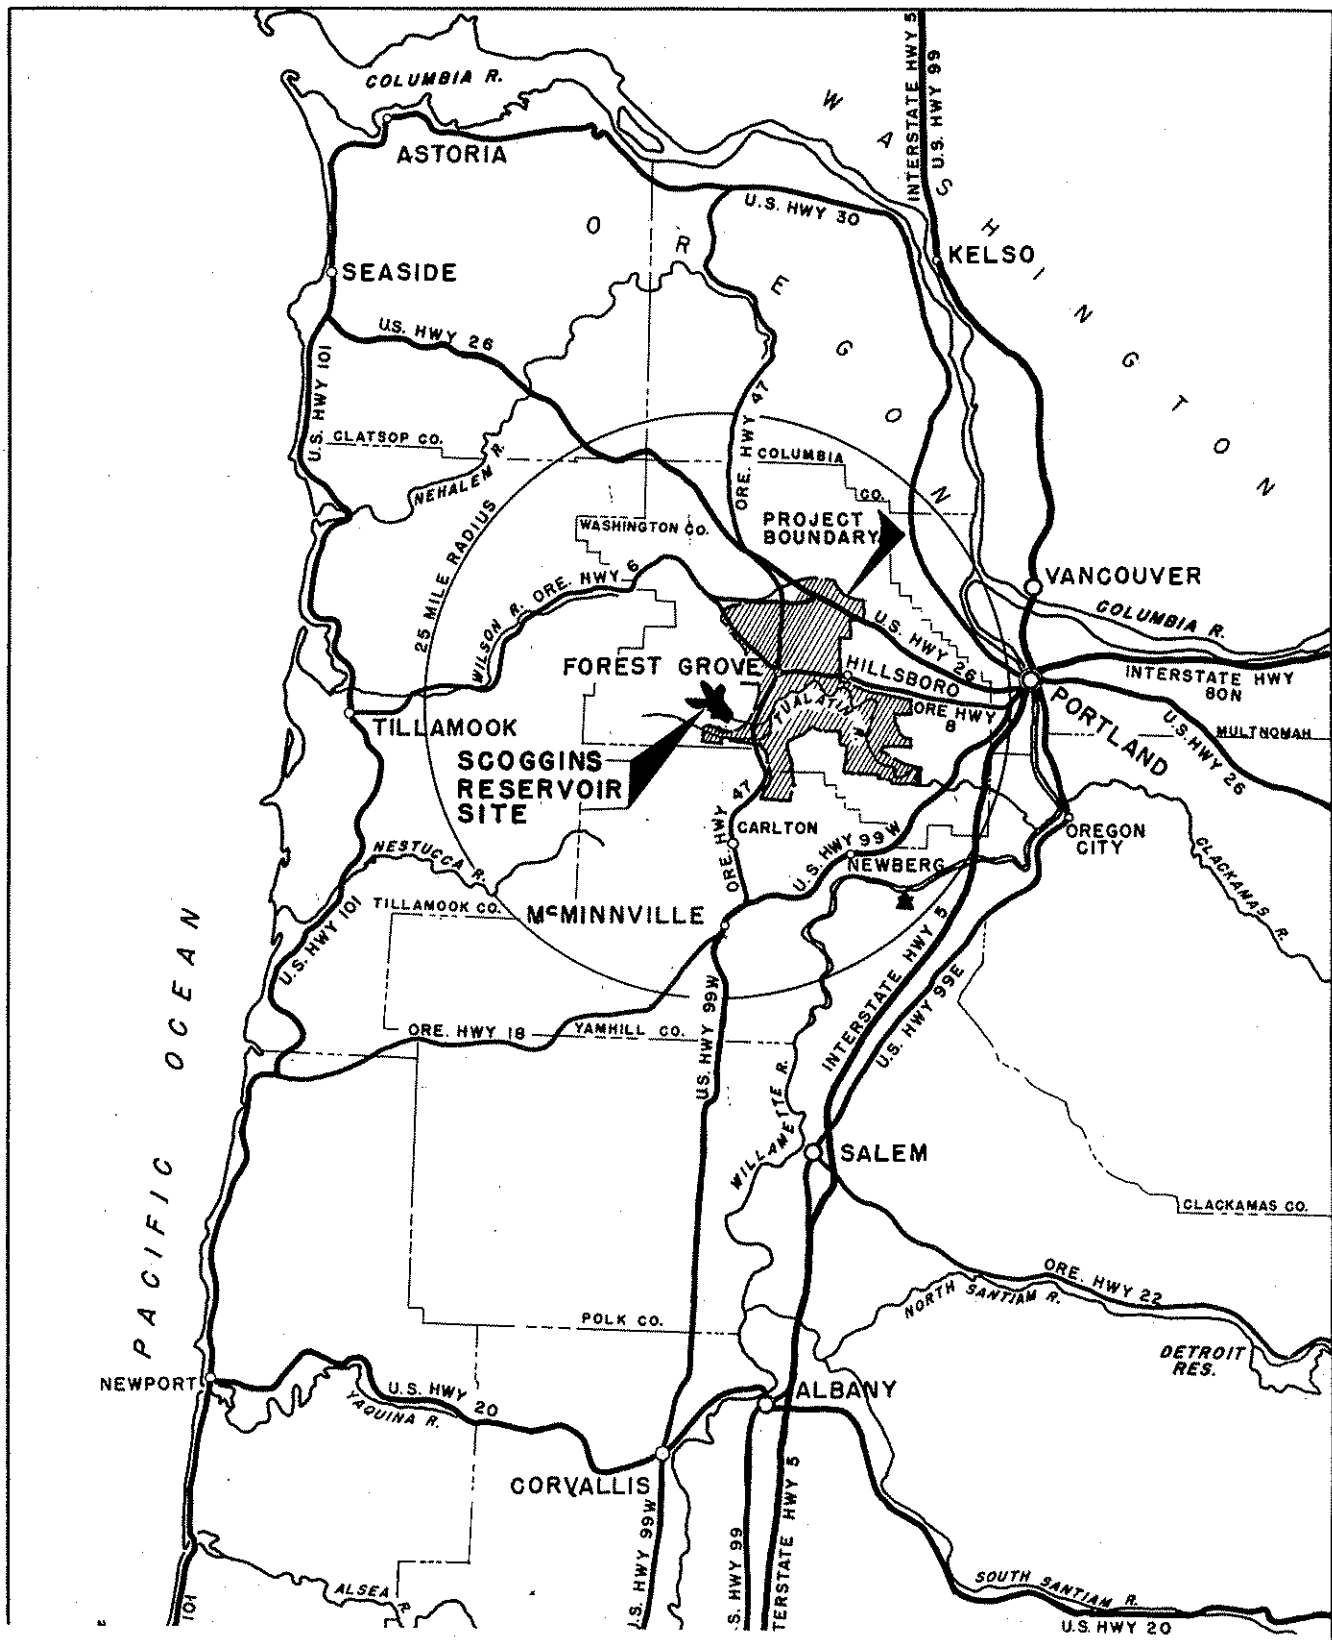 INTERSTATE HWY 5
U.S. HWY 99
COLUMBIA R.
WASHINGTON
ASTORIA
U.S. HWY 30
OREGON
KELSO
SEASIDE
U.S. HWY 26
U.S. HWY 101
ORE. HWY 47
CLATSOP CO.
COLUMBIA
CO.
NEHALEM R.
25 MILE RADIUS
WASHINGTON CO.
PROJECT
BOUNDARY
ORE. HWY 6
WILSON R.
VANCOUVER
COLUMBIA R.
U.S. HWY 26
FOREST GROVE
HILLSBORO
INTERSTATE HWY
80N
TUALATIN R.
ORE HWY
8
PORTLAND
TILLAMOOK
U.S. HWY 26
MULTNOMAH
SCOGGINS
RESERVOIR
SITE
ORE. HWY 47
CARLTON
U.S. HWY 99W
OREGON
CITY
NESTUCCA R.
NEWBERG
CLACKAMAS R.
TILLAMOOK CO.
McMINNVILLE
U.S. HWY 101
INTERSTATE HWY 5
U.S. HWY 99E
PACIFIC OCEAN
U.S. HWY 99W
ORE. HWY 18
YAMHILL CO.
WILLAMETTE R.
SALEM
CLACKAMAS CO.
ORE. HWY 22
NORTH SANTIAM R.
POLK CO.
DETROIT
RES.
NEWPORT
U.S. HWY 20
YAQUINA R.
ALBANY
CORVALLIS
U.S. HWY 99W
U.S. HWY 99
TERSTATE HWY 5
SOUTH SANTIAM R.
ALSEA R.
101
U.S. HWY 20